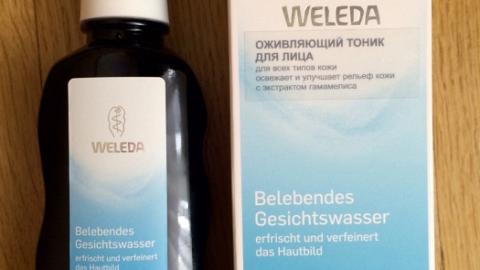 WELEDA
Belebendes
Gesichtswasser
erfrischt und verfeinert
das Hautbild
WELEDA
ОЖИВЛЯЮЩИЙ ТОНИК
ДЛЯ ЛИЦА
для всех типов кожи
освежает и улучшает рельеф кожи
с экстрактом гамамелиса
Belebendes
Gesichtswasser
erfrischt und verfeinert
das Hautbild